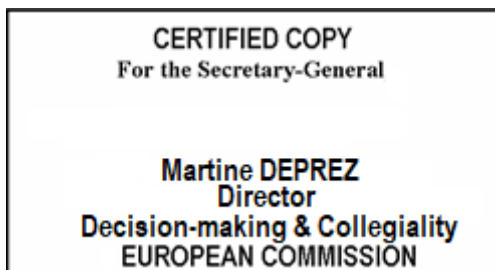 CERTIFIED COPY
For the Secretary-General
Martine DEPREZ
Director
Decision-making & Collegiality
EUROPEAN COMMISSION